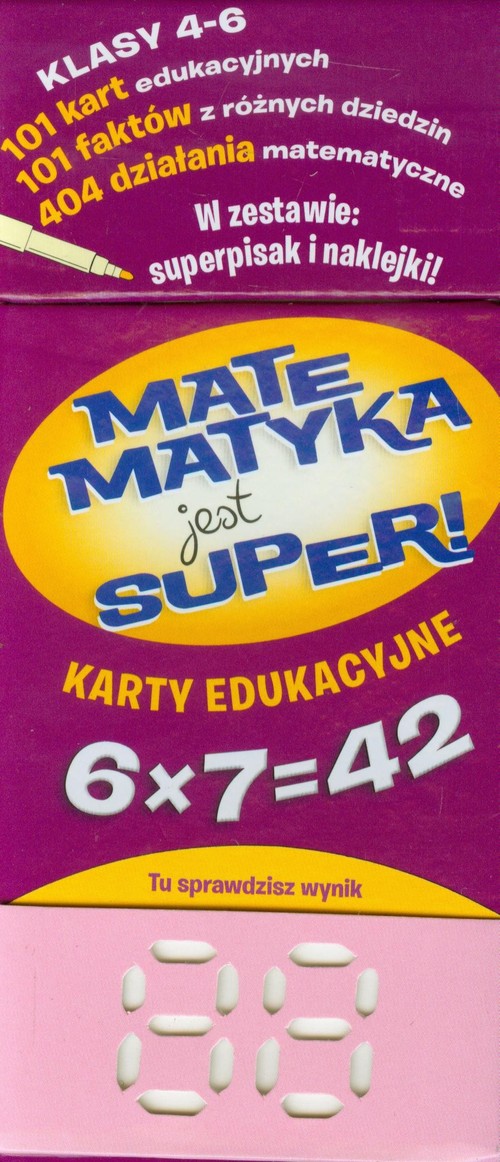 KLASY 4-6
101 kart edukacyjnych
101 faktów z różnych dziedzin
404 działania matematyczne
W zestawie:
superpisak i naklejki!
MATE
MATYKA
jest
SUPER!
KARTY EDUKACYJNE
6×7=42
Tu sprawdzisz wynik
88